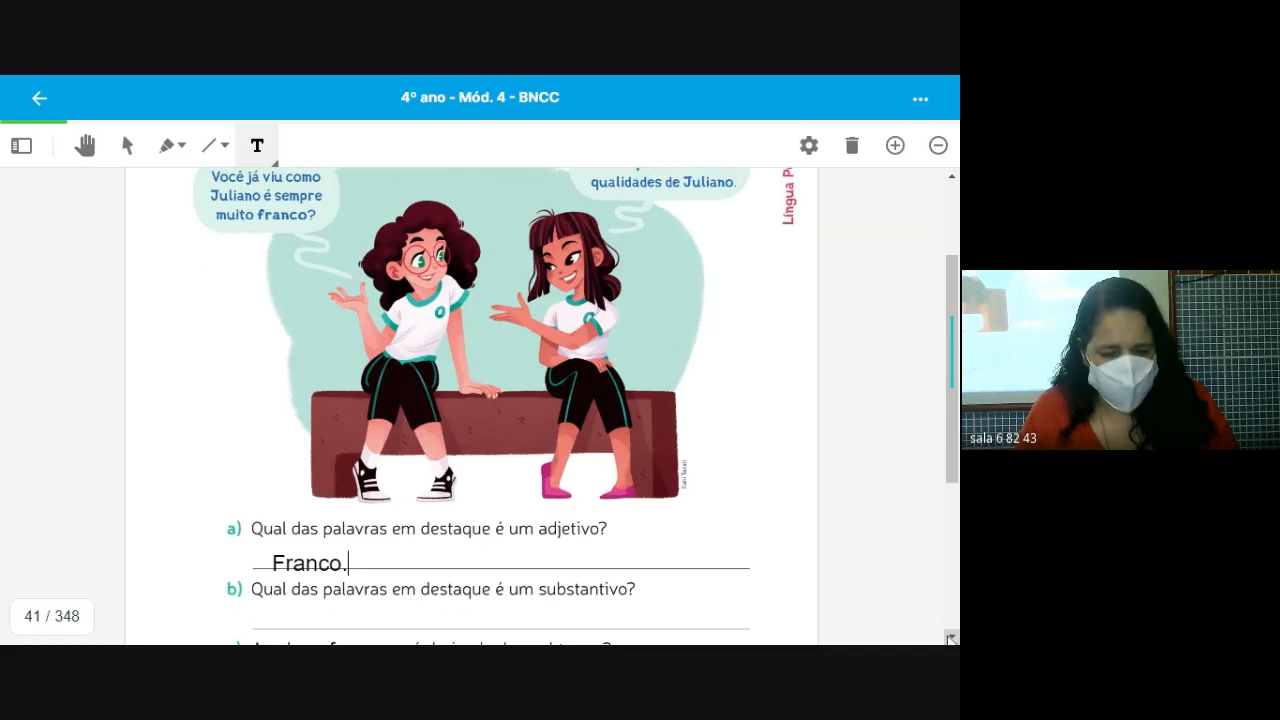 4º ano - Mód. 4 - BNCC
T
Você já viu como
Juliano é sempre
muito franco?
qualidades de Juliano.
Língua P
a) Qual das palavras em destaque é um adjetivo?
Franco.
b) Qual das palavras em destaque é um substantivo?
41 / 348
sala 6 82 43